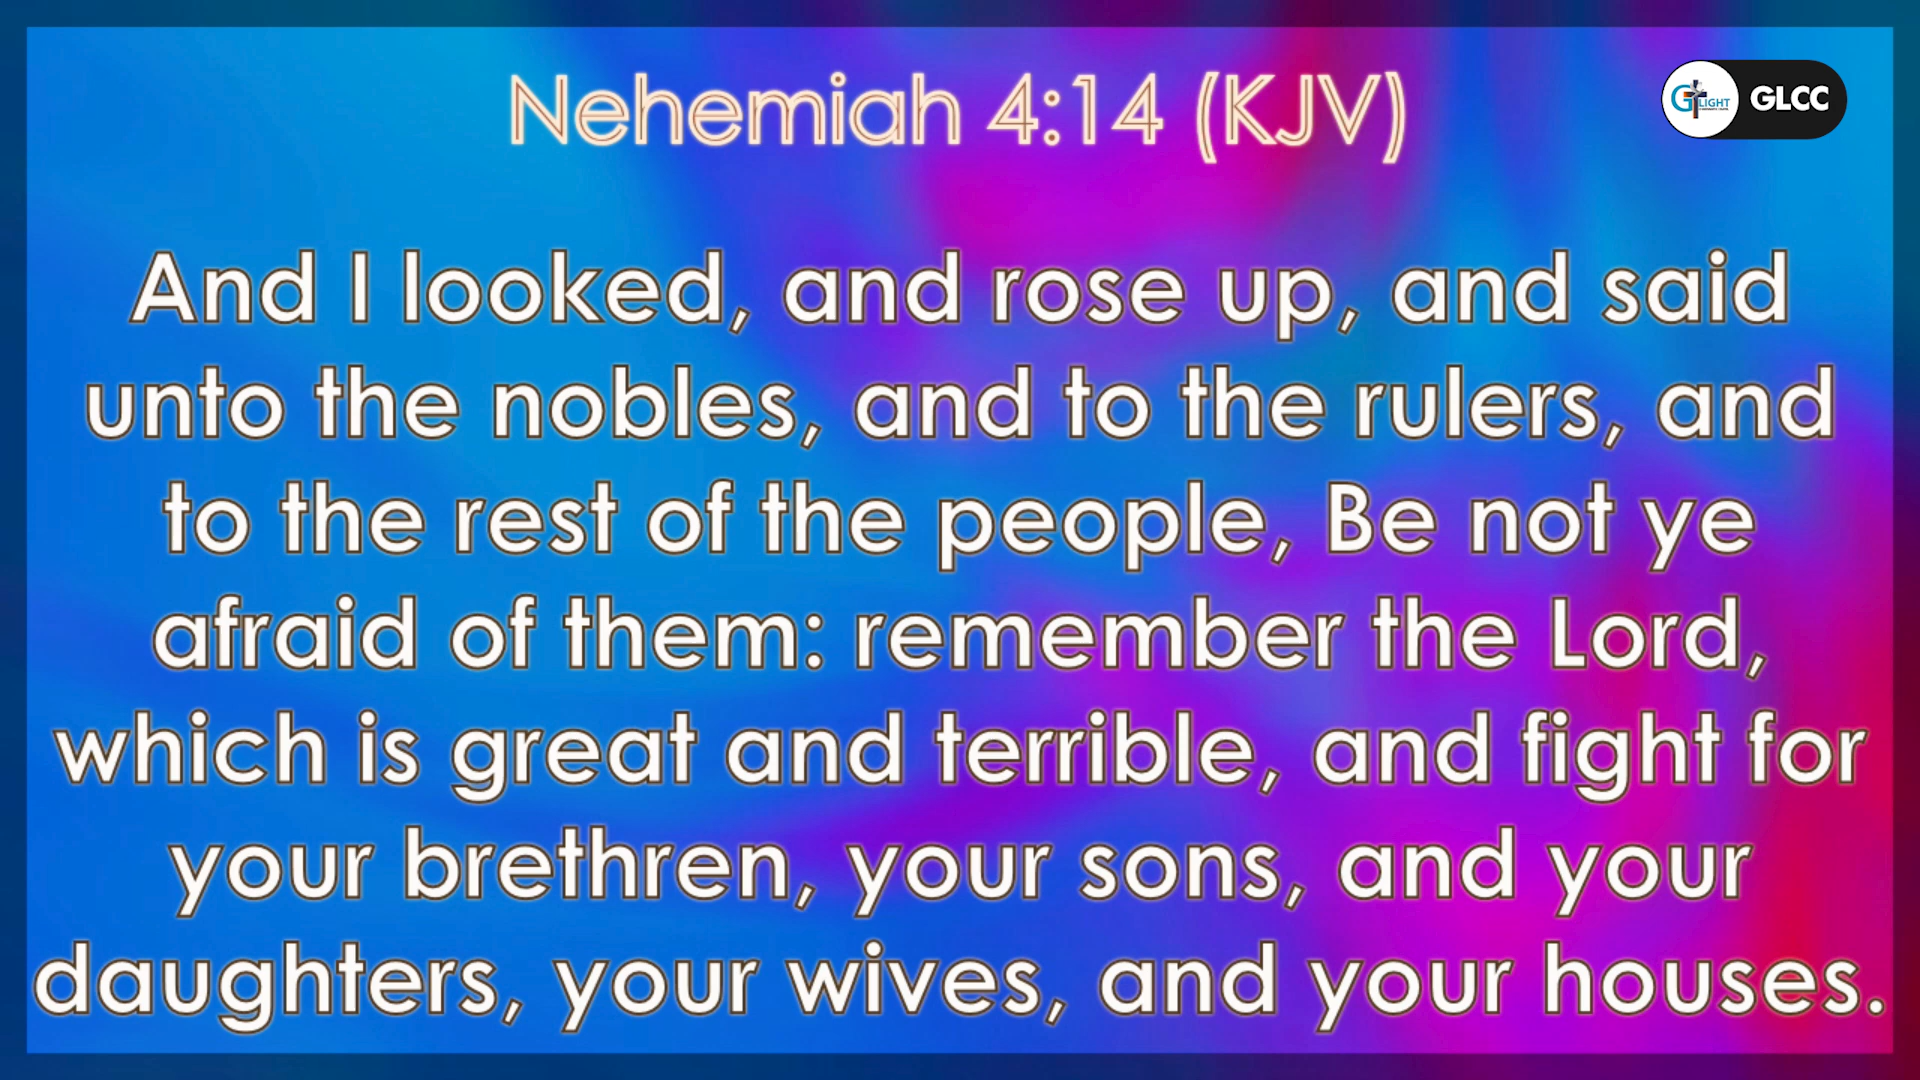 Nehemiah 4:14 (KJV)
G LIGHT
GLCC
And I looked, and rose up, and said
unto the nobles, and to the rulers, and
to the rest of the people, Be not ye
afraid of them: remember the Lord,
which is great and terrible, and fight for
your brethren, your sons, and your
daughters, your wives, and your houses.